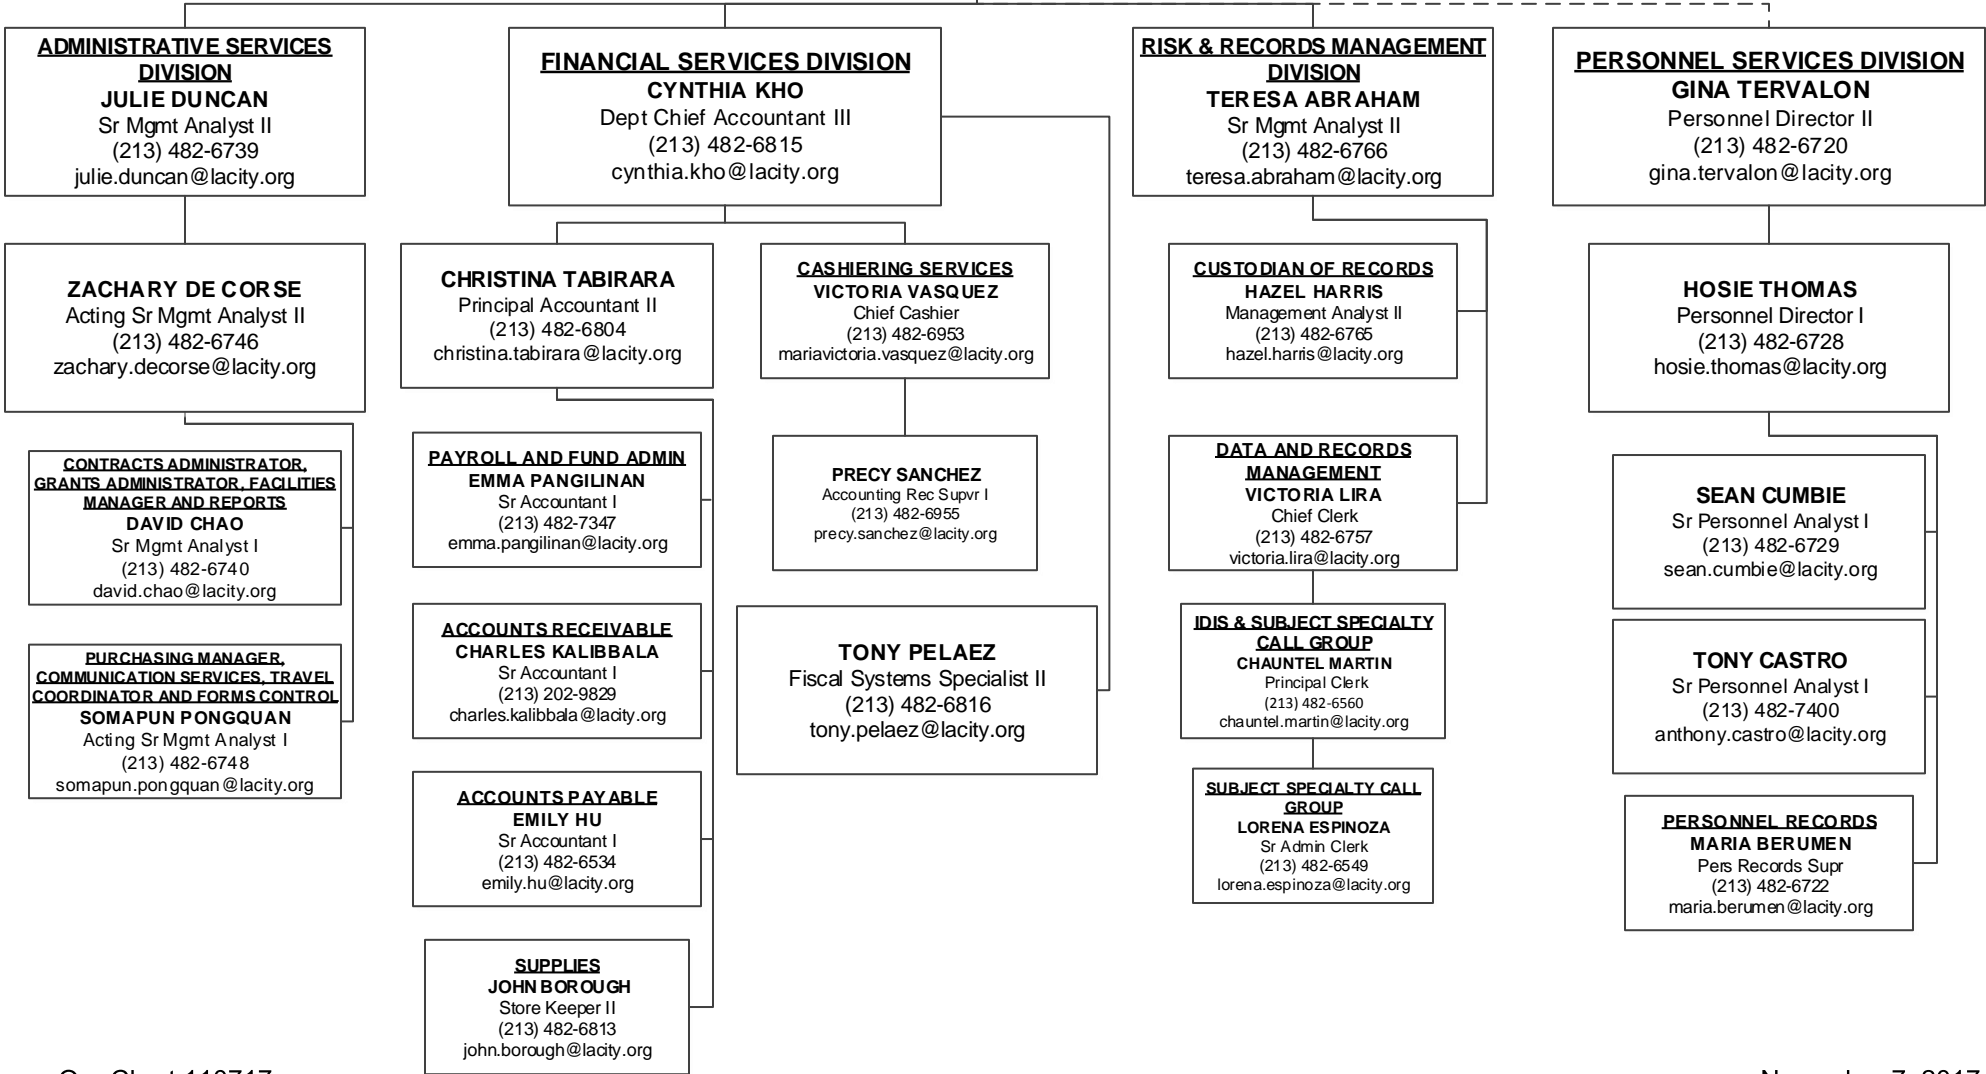 ADMINISTRATIVE SERVICES
DIVISION
JULIE DUNCAN
Sr Mgmt Analyst II
(213) 482-6739
julie.duncan@lacity.org
FINANCIAL SERVICES DIVISION
CYNTHIA KHO
Dept Chief Accountant III
(213) 482-6815
cynthia.kho@lacity.org
RISK & RECORDS MANAGEMENT
DIVISION
TERESA ABRAHAM
Sr Mgmt Analyst II
(213) 482-6766
teresa.abraham@lacity.org
PERSONNEL SERVICES DIVISION
GINA TERVALON
Personnel Director II
(213) 482-6720
gina.tervalon@lacity.org
ZACHARY DE CORSE
Acting Sr Mgmt Analyst II
(213) 482-6746
zachary.decorse@lacity.org
CHRISTINA TABIRARA
Principal Accountant II
(213) 482-6804
christina.tabirara@lacity.org
CASHIERING SERVICES
VICTORIA VASQUEZ
Chief Cashier
(213) 482-6953
mariavictoria.vasquez@lacity.org
CUSTODIAN OF RECORDS
HAZEL HARRIS
Management Analyst II
(213) 482-6765
hazel.harris@lacity.org
HOSIE THOMAS
Personnel Director I
(213) 482-6728
hosie.thomas@lacity.org
CONTRACTS ADMINISTRATOR,
GRANTS ADMINISTRATOR, FACILITIES
MANAGER AND REPORTS
DAVID CHAO
Sr Mgmt Analyst I
(213) 482-6740
david.chao@lacity.org
PAYROLL AND FUND ADMIN
EMMA PANGILINAN
Sr Accountant I
(213) 482-7347
emma.pangilinan@lacity.org
PRECY SANCHEZ
Accounting Rec Supvr I
(213) 482-6955
precy.sanchez@lacity.org
DATA AND RECORDS
MANAGEMENT
VICTORIA LIRA
Chief Clerk
(213) 482-6757
victoria.lira@lacity.org
SEAN CUMBIE
Sr Personnel Analyst I
(213) 482-6729
sean.cumbie@lacity.org
PURCHASING MANAGER,
COMMUNICATION SERVICES, TRAVEL
COORDINATOR AND FORMS CONTROL
SOMAPUN PONGQUAN
Acting Sr Mgmt Analyst I
(213) 482-6748
somapun.pongquan@lacity.org
ACCOUNTS RECEIVABLE
CHARLES KALIBBALA
Sr Accountant I
(213) 202-9829
charles.kalibbala@lacity.org
TONY PELAEZ
Fiscal Systems Specialist II
(213) 482-6816
tony.pelaez@lacity.org
IDIS & SUBJECT SPECIALTY
CALL GROUP
CHAUNTEL MARTIN
Principal Clerk
(213) 482-6560
chauntel.martin@lacity.org
TONY CASTRO
Sr Personnel Analyst I
(213) 482-7400
anthony.castro@lacity.org
ACCOUNTS PAYABLE
EMILY HU
Sr Accountant I
(213) 482-6534
emily.hu@lacity.org
SUBJECT SPECIALTY CALL
GROUP
LORENA ESPINOZA
Sr Admin Clerk
(213) 482-6549
lorena.espinoza@lacity.org
PERSONNEL RECORDS
MARIA BERUMEN
Pers Records Supr
(213) 482-6722
maria.berumen@lacity.org
SUPPLIES
JOHN BOROUGH
Store Keeper II
(213) 482-6813
john.borough@lacity.org